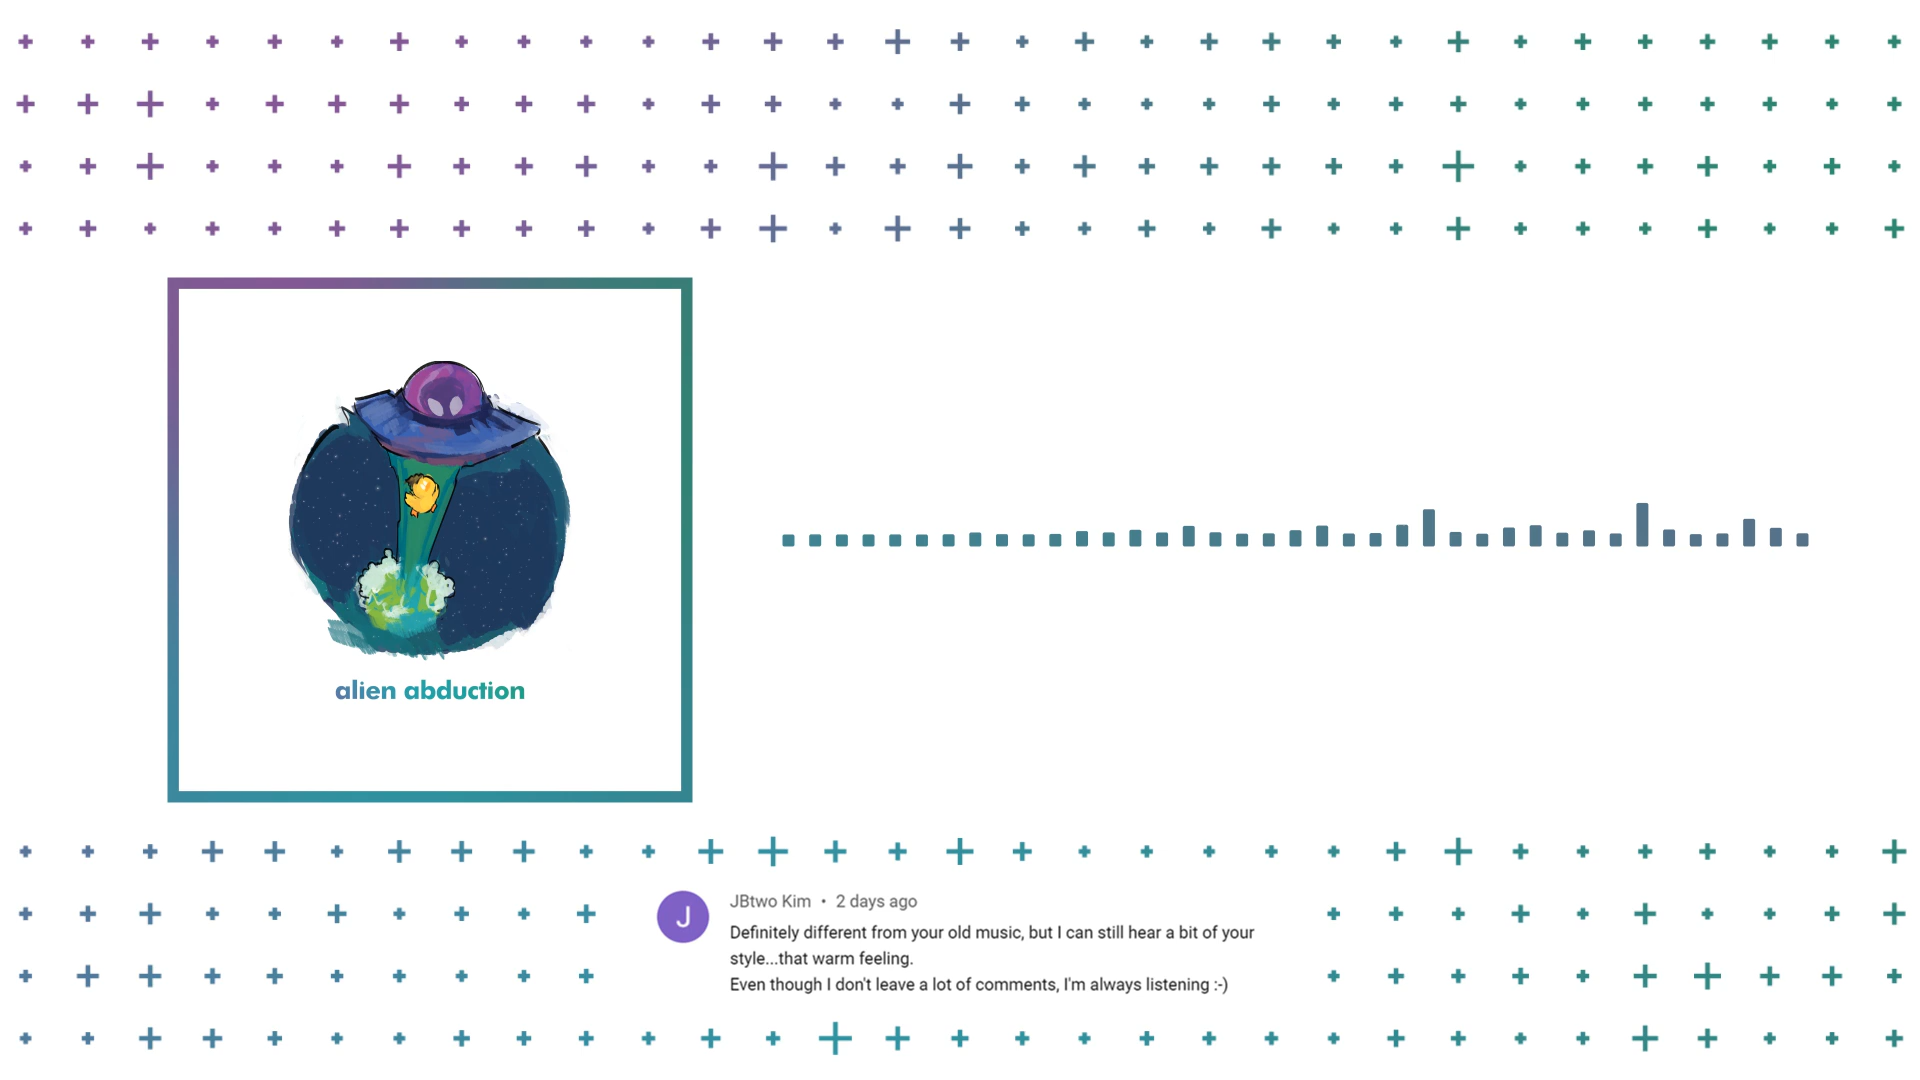 alien abduction
J
JBtwo Kim • 2 days ago
Definitely different from your old music, but I can still hear a bit of your
style...that warm feeling.
Even though I don't leave a lot of comments, I'm always listening :-)